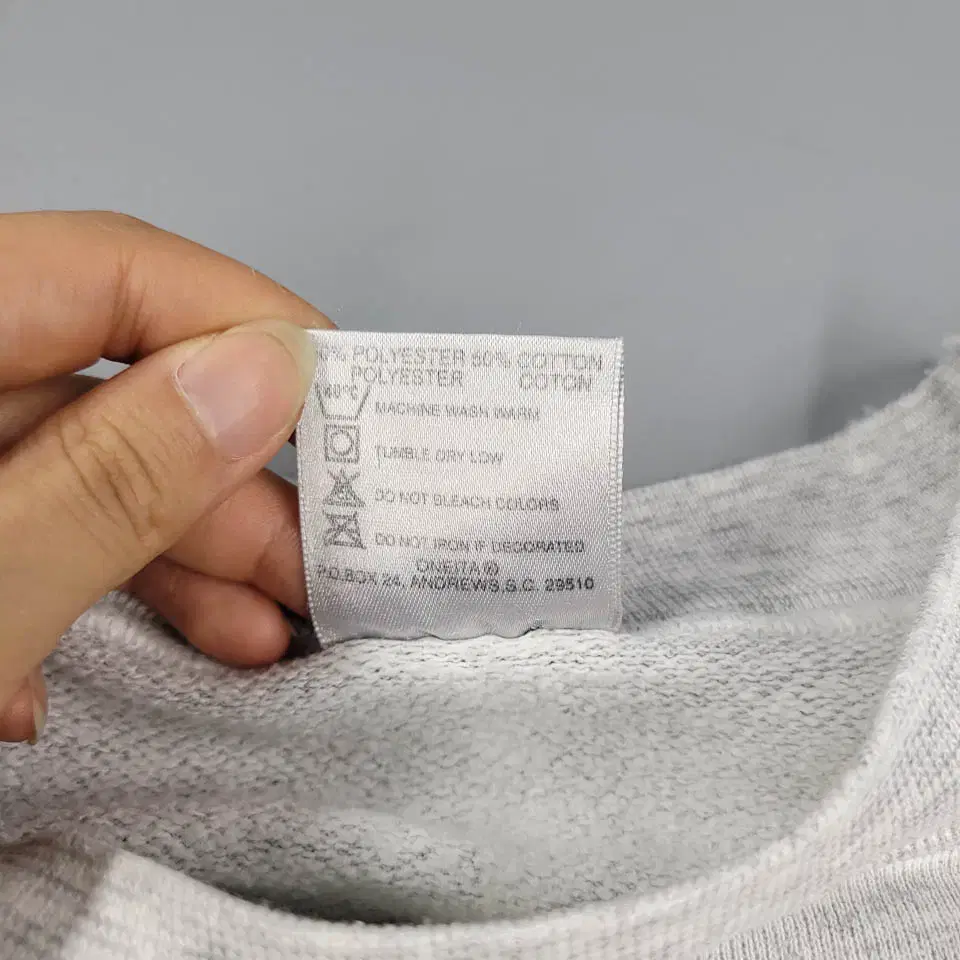 0% POLYESTER 50% COTTON
POLYESTER COTON
40°C
MACHINE WASH WARM
TUMBLE DRY LOW
DO NOT BLEACH COLORS
DO NOT IRON IF DECORATED
ONEITA®
P.O.BOX 24, ANDREWS,S.C. 29510